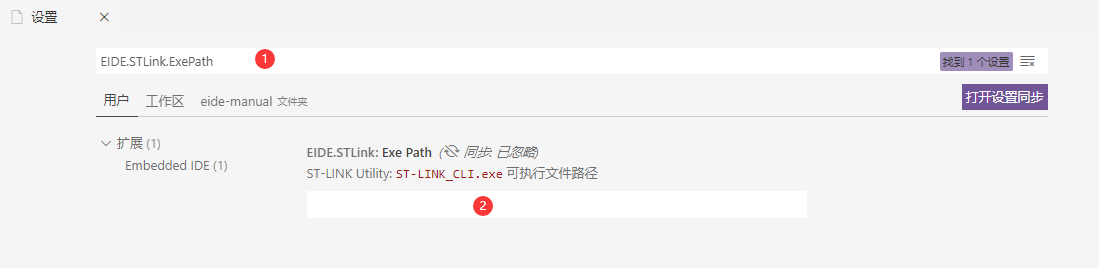 设置
EIDE.STLink.ExePath 1 找到 1 个设置
用户 工作区 eide-manual 文件夹 打开设置同步
扩展 (1)
Embedded IDE (1)
EIDE.STLink: Exe Path (同步: 已忽略)
ST-LINK Utility: ST-LINK_CLI.exe 可执行文件路径
2